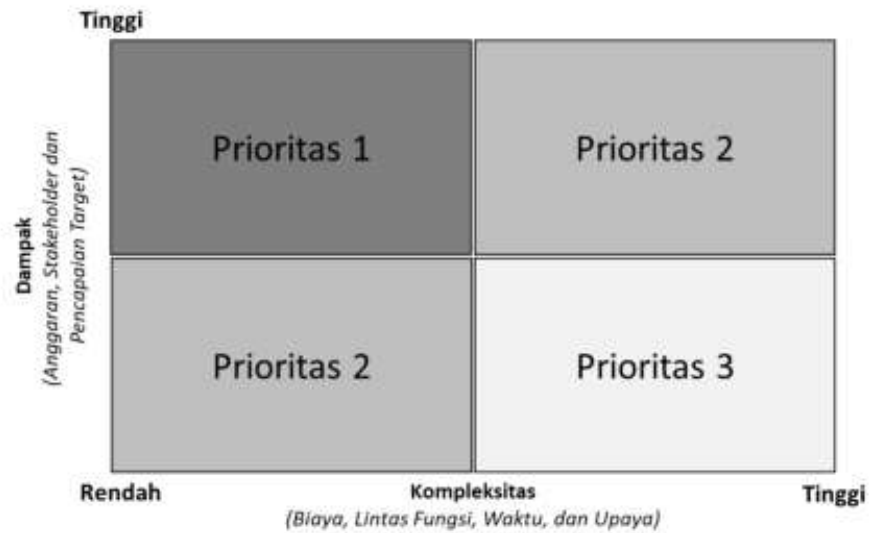 Tinggi
Prioritas 1
Prioritas 2
Dampak
(Anggaran, Stakeholder dan
Pencapaian Target)
Prioritas 2
Prioritas 3
Rendah
Kompleksitas
Tinggi
(Biaya, Lintas Fungsi, Waktu, dan Upaya)